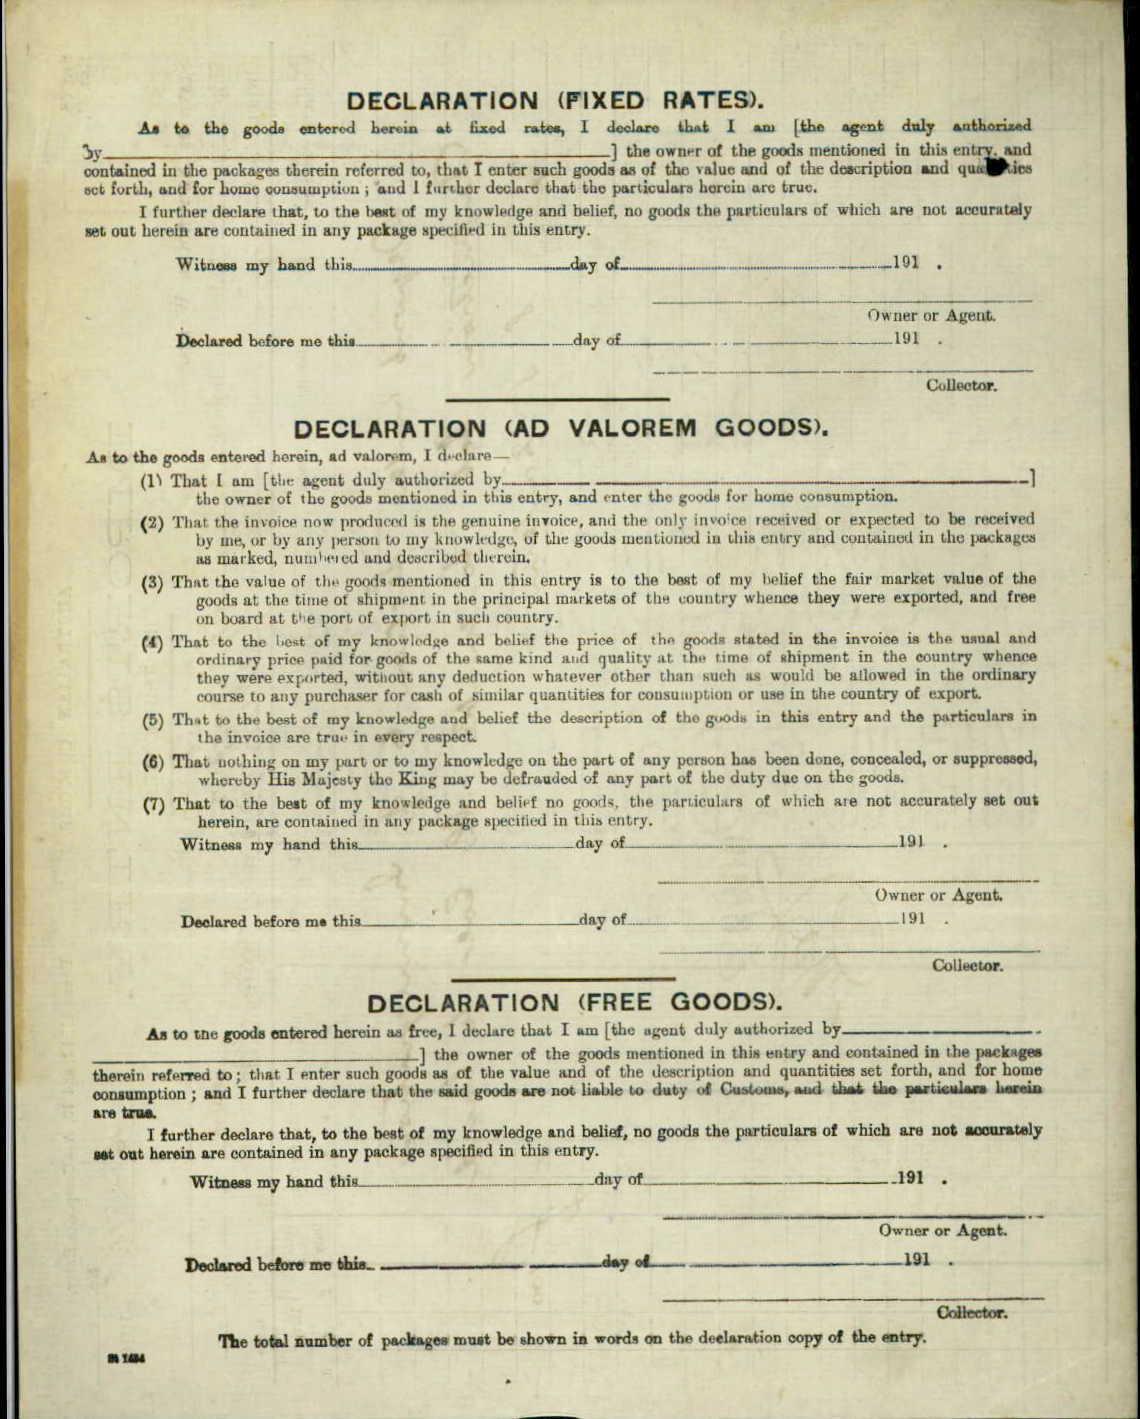 DECLARATION (FIXED RATES).
As to the goods entered herein at fixed rates, I declare that I am [the agent duly authorized
by ] the owner of the goods mentioned in this entry, and
contained in the packages therein referred to, that I enter such goods as of the value and of the description and quantities
set forth, and for home consumption ; and I further declare that the particulars herein are true.
I further declare that, to the best of my knowledge and belief, no goods the particulars of which are not accurately
set out herein are contained in any package specified in this entry.
Witness my hand this day of 191 .
Owner or Agent.
Declared before me this day of 191 .
Collector.
DECLARATION (AD VALOREM GOODS).
As to the goods entered herein, ad valorem, I declare—
(1) That I am [the agent duly authorized by ]
the owner of the goods mentioned in this entry, and enter the goods for home consumption.
(2) That the invoice now produced is the genuine invoice, and the only invoice received or expected to be received
by me, or by any person to my knowledge, of the goods mentioned in this entry and contained in the packages
as marked, numbered and described therein.
(3) That the value of the goods mentioned in this entry is to the best of my belief the fair market value of the
goods at the time of shipment in the principal markets of the country whence they were exported, and free
on board at the port of export in such country.
(4) That to the best of my knowledge and belief the price of the goods stated in the invoice is the usual and
ordinary price paid for goods of the same kind and quality at the time of shipment in the country whence
they were exported, without any deduction whatever other than such as would be allowed in the ordinary
course to any purchaser for cash of similar quantities for consumption or use in the country of export.
(5) That to the best of my knowledge and belief the description of the goods in this entry and the particulars in
the invoice are true in every respect.
(6) That nothing on my part or to my knowledge on the part of any person has been done, concealed, or suppressed,
whereby His Majesty the King may be defrauded of any part of the duty due on the goods.
(7) That to the best of my knowledge and belief no goods, the particulars of which are not accurately set out
herein, are contained in any package specified in this entry.
Witness my hand this day of 191 .
Owner or Agent.
Declared before me this day of 191 .
Collector.
DECLARATION (FREE GOODS).
As to the goods entered herein as free, I declare that I am [the agent duly authorized by
] the owner of the goods mentioned in this entry and contained in the packages
therein referred to; that I enter such goods as of the value and of the description and quantities set forth, and for home
consumption ; and I further declare that the said goods are not liable to duty of Customs, and that the particulars herein
are true.
I further declare that, to the best of my knowledge and belief, no goods the particulars of which are not accurately
set out herein are contained in any package specified in this entry.
Witness my hand this day of 191 .
Owner or Agent.
Declared before me this day of 191 .
Collector.
The total number of packages must be shown in words on the declaration copy of the entry.